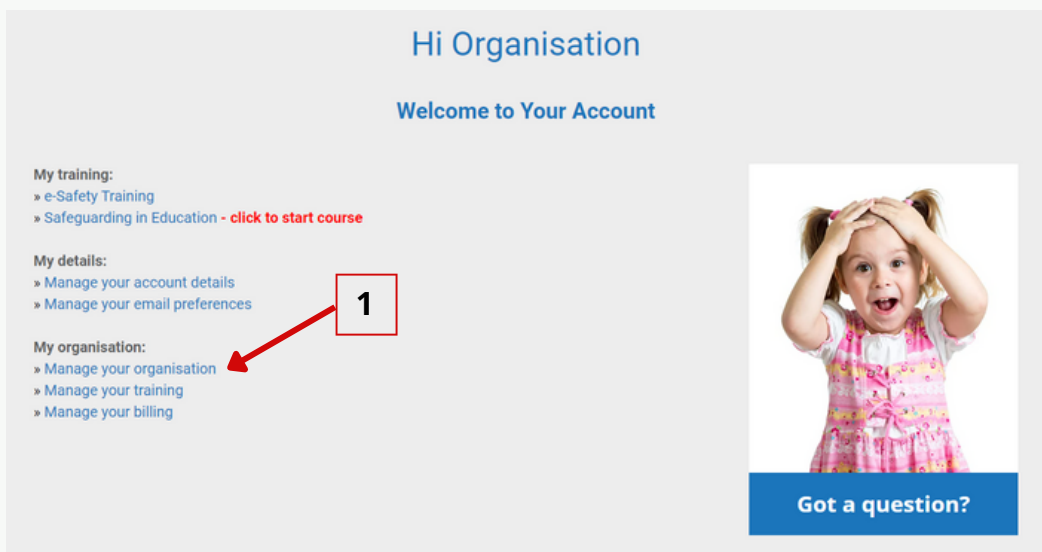 Hi Organisation
Welcome to Your Account
My training:
» e-Safety Training
» Safeguarding in Education - click to start course
My details:
» Manage your account details
» Manage your email preferences
1
My organisation:
» Manage your organisation
» Manage your training
» Manage your billing
Got a question?